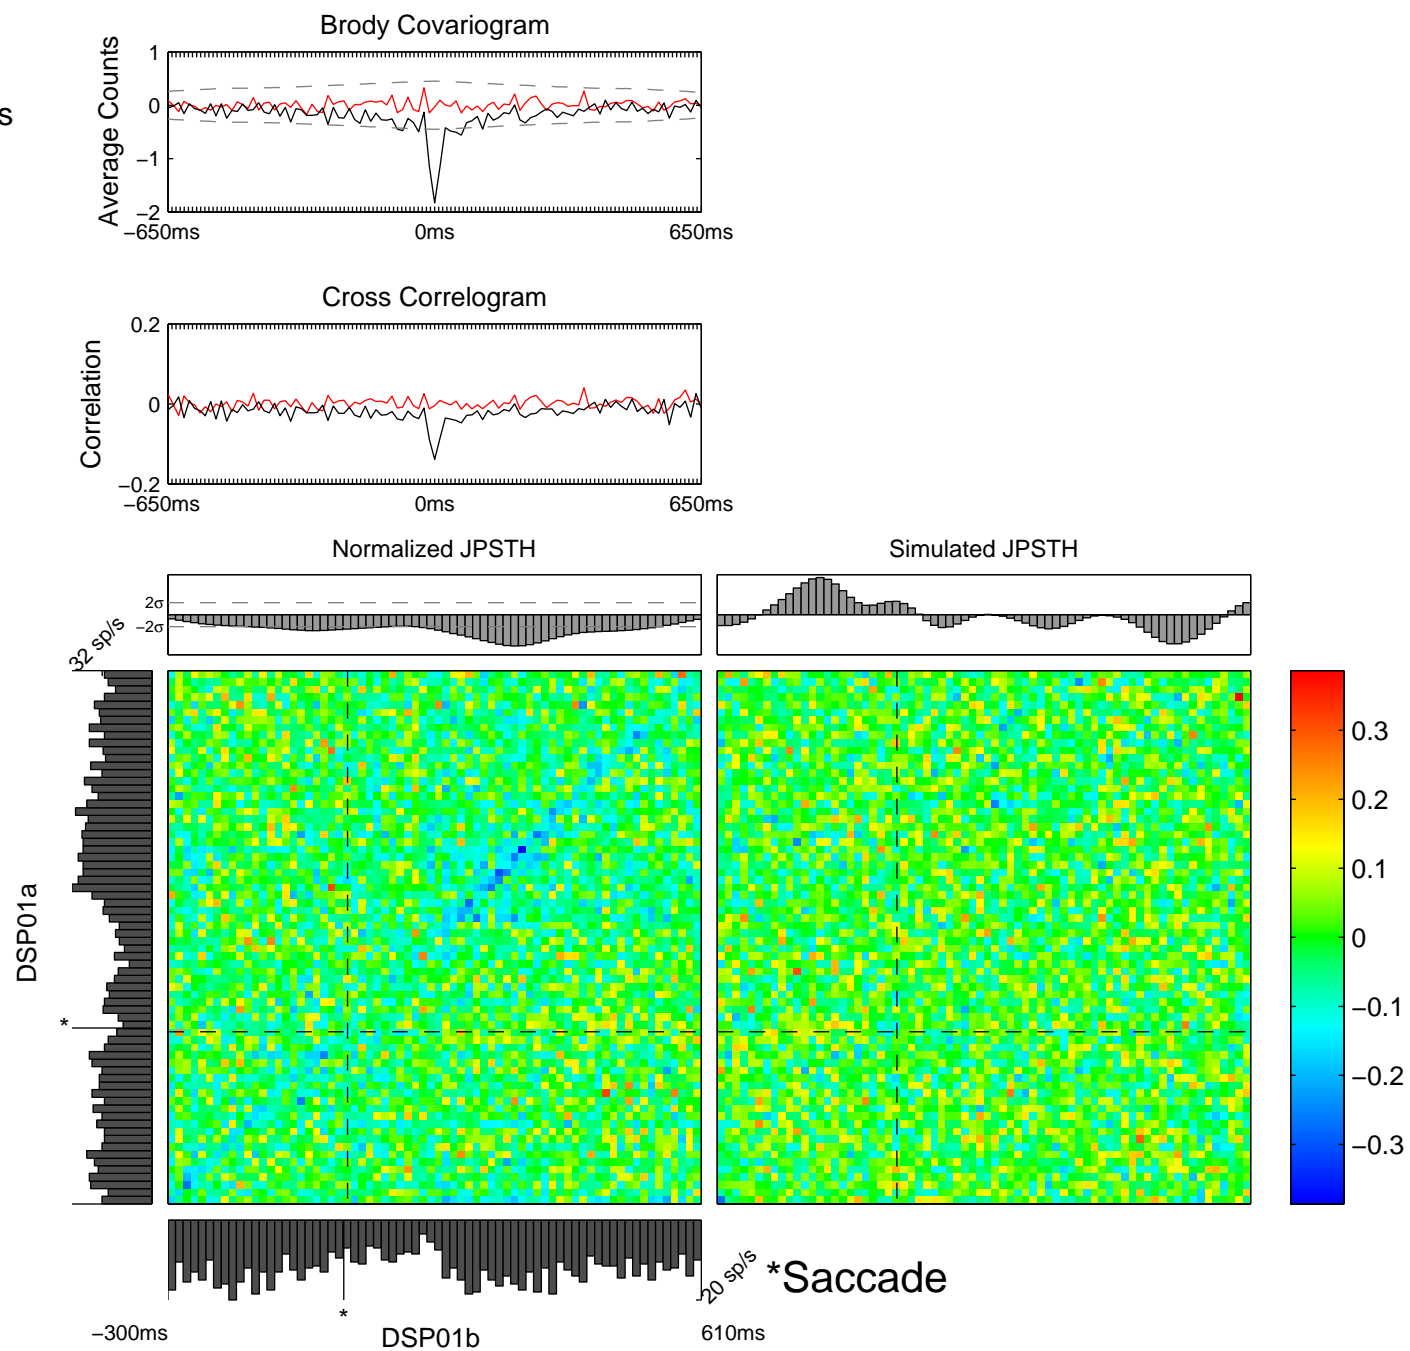 Brody Covariogram
s
Average Counts
1
0
−1
−2
−650ms
0ms
650ms
Cross Correlogram
Correlation
0.2
0
−0.2
−650ms
0ms
650ms
Normalized JPSTH
Simulated JPSTH
2σ
−2σ
32 sp/s
DSP01a
*
0.3
0.2
0.1
0
−0.1
−0.2
−0.3
20 sp/s
*Saccade
*
−300ms
DSP01b
610ms